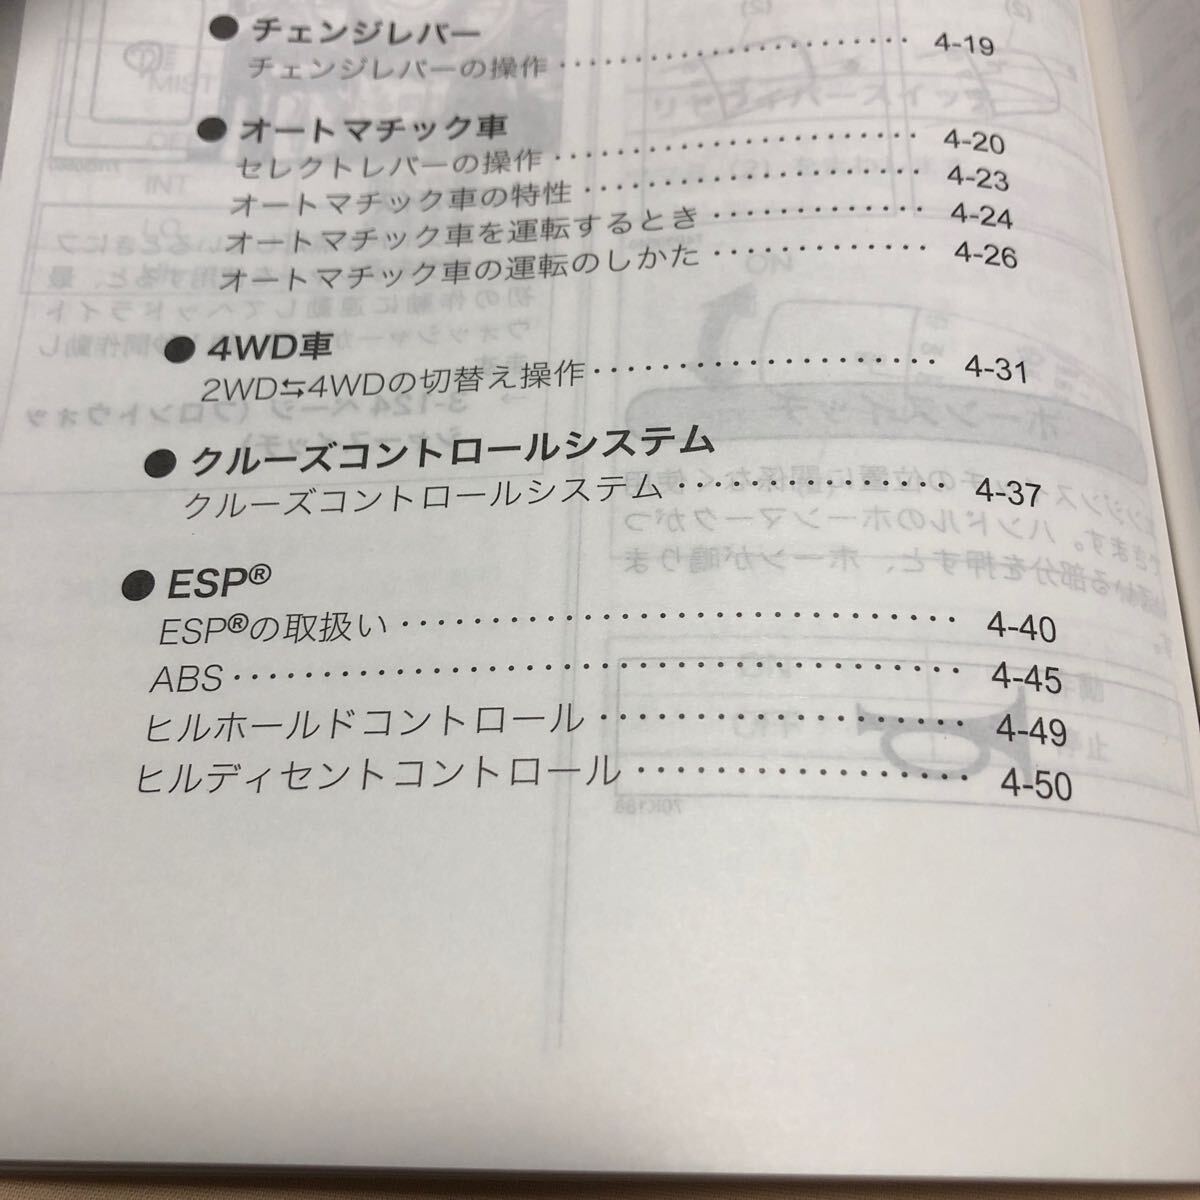 ● チェンジレバー
チェンジレバーの操作 ････････････････････ 4-19
● オートマチック車
セレクトレバーの操作 ･････････････････････ 4-20
オートマチック車の特性 ････････････････････ 4-23
オートマチック車を運転するとき ･････････････ 4-24
オートマチック車の運転のしかた ･････････････ 4-26
● 4WD車
2WD⇆4WDの切替え操作 ･･･････････････････ 4-31
● クルーズコントロールシステム
クルーズコントロールシステム ･･････････････ 4-37
● ESP®
ESP®の取扱い ････････････････････････････ 4-40
ABS ･････････････････････････････････････ 4-45
ヒルホールドコントロール ･･････････････････ 4-49
ヒルディセントコントロール ････････････････ 4-50